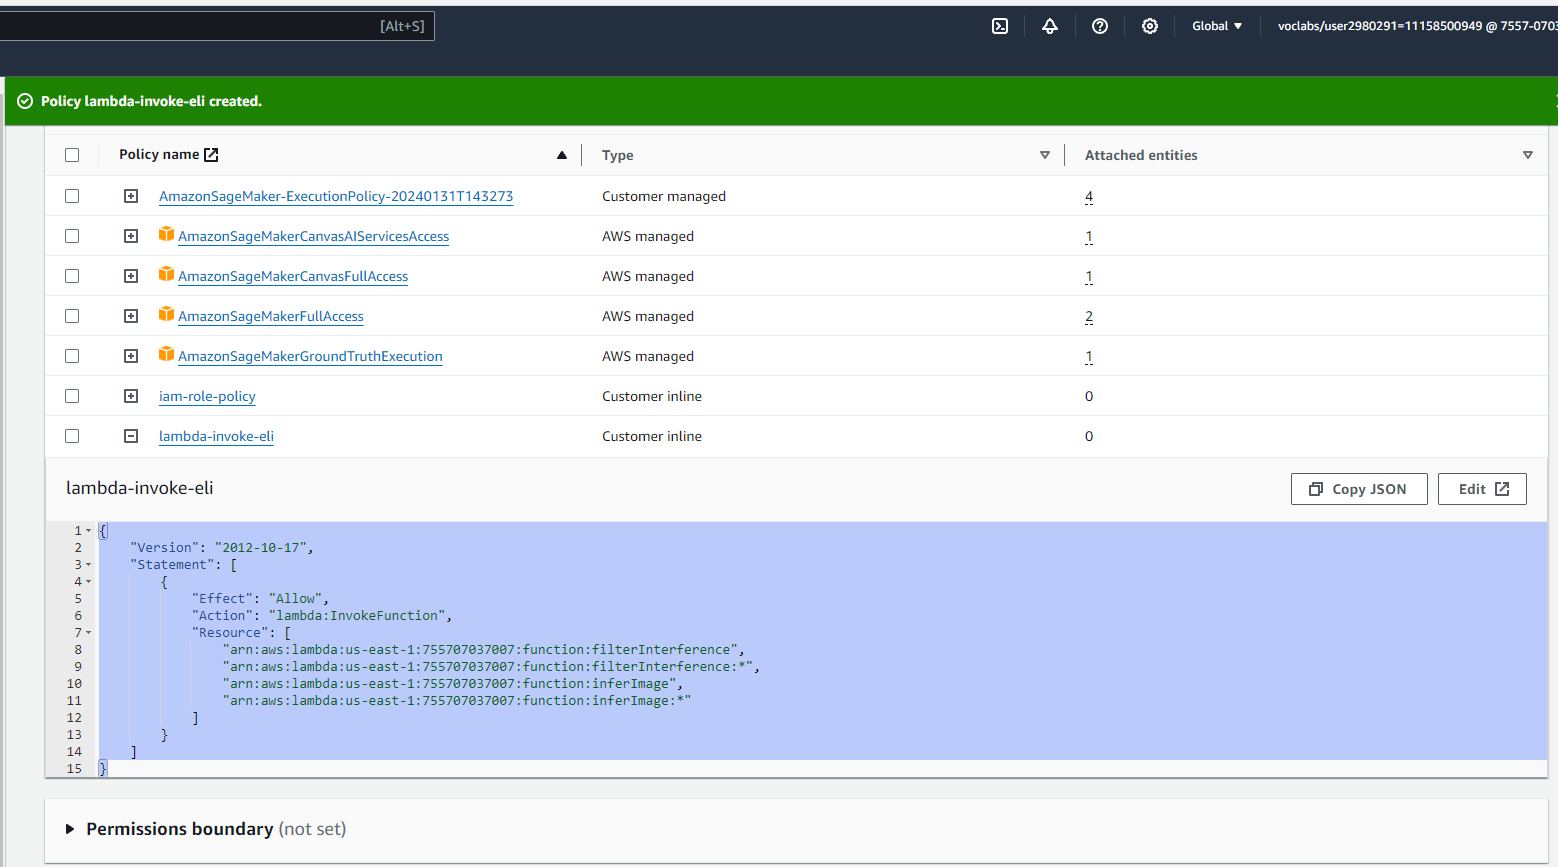 [Alt+S]
Global
voclabs/user2980291=11158500949 @ 7557-0703
Policy lambda-invoke-eli created.
Policy name Type Attached entities
AmazonSageMaker-ExecutionPolicy-20240131T143273 Customer managed 4
AmazonSageMakerCanvasAIServicesAccess AWS managed 1
AmazonSageMakerCanvasFullAccess AWS managed 1
AmazonSageMakerFullAccess AWS managed 2
AmazonSageMakerGroundTruthExecution AWS managed 1
iam-role-policy Customer inline 0
lambda-invoke-eli Customer inline 0
lambda-invoke-eli Copy JSON Edit
1 {
2 "Version": "2012-10-17",
3 "Statement": [
4 {
5 "Effect": "Allow",
6 "Action": "lambda:InvokeFunction",
7 "Resource": [
8 "arn:aws:lambda:us-east-1:755707037007:function:filterInterference",
9 "arn:aws:lambda:us-east-1:755707037007:function:filterInterference:*",
10 "arn:aws:lambda:us-east-1:755707037007:function:inferImage",
11 "arn:aws:lambda:us-east-1:755707037007:function:inferImage:*"
12 ]
13 }
14 ]
15 }
Permissions boundary (not set)